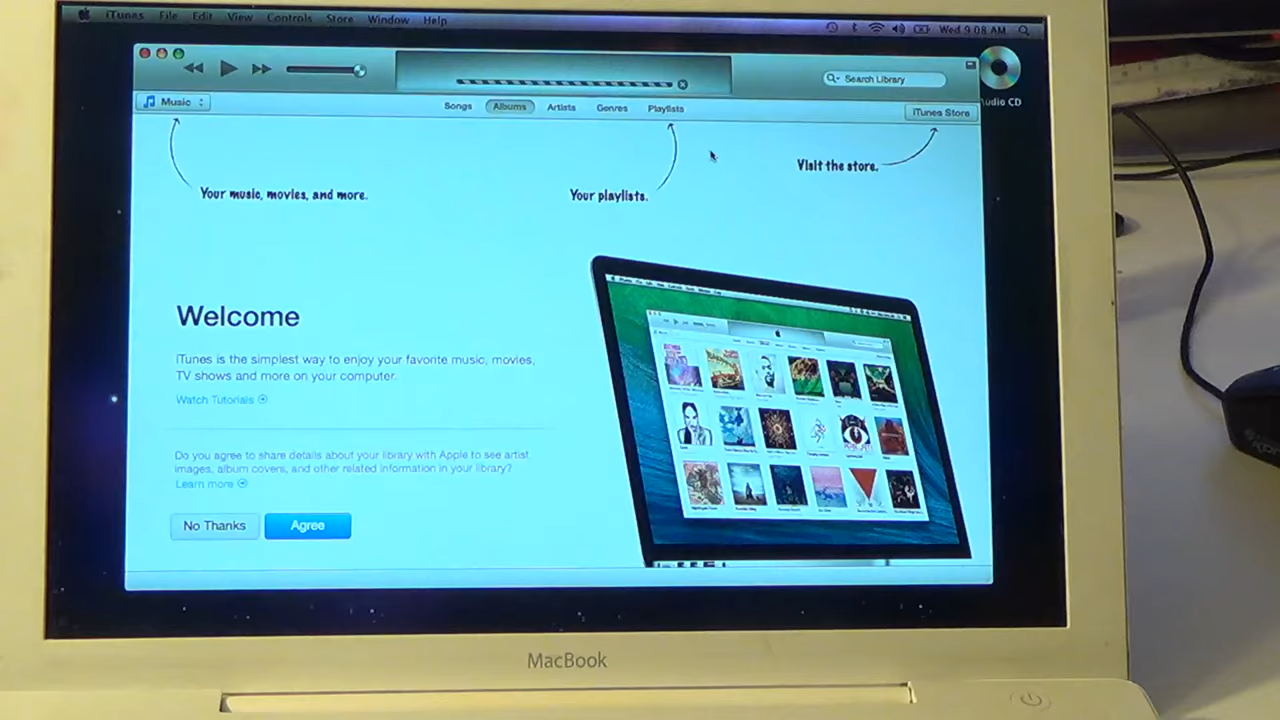 iTunes File Edit View Controls Store Window Help
Wed 9:08 AM
Search Library
Audio CD
Music
Songs Albums Artists Genres Playlists
iTunes Store
Your music, movies, and more.
Your playlists.
Visit the store.
Welcome
iTunes is the simplest way to enjoy your favorite music, movies,
TV shows and more on your computer.
Watch Tutorials
Do you agree to share details about your library with Apple to see artist
images, album covers, and other related information in your library?
Learn more
No Thanks Agree
MacBook